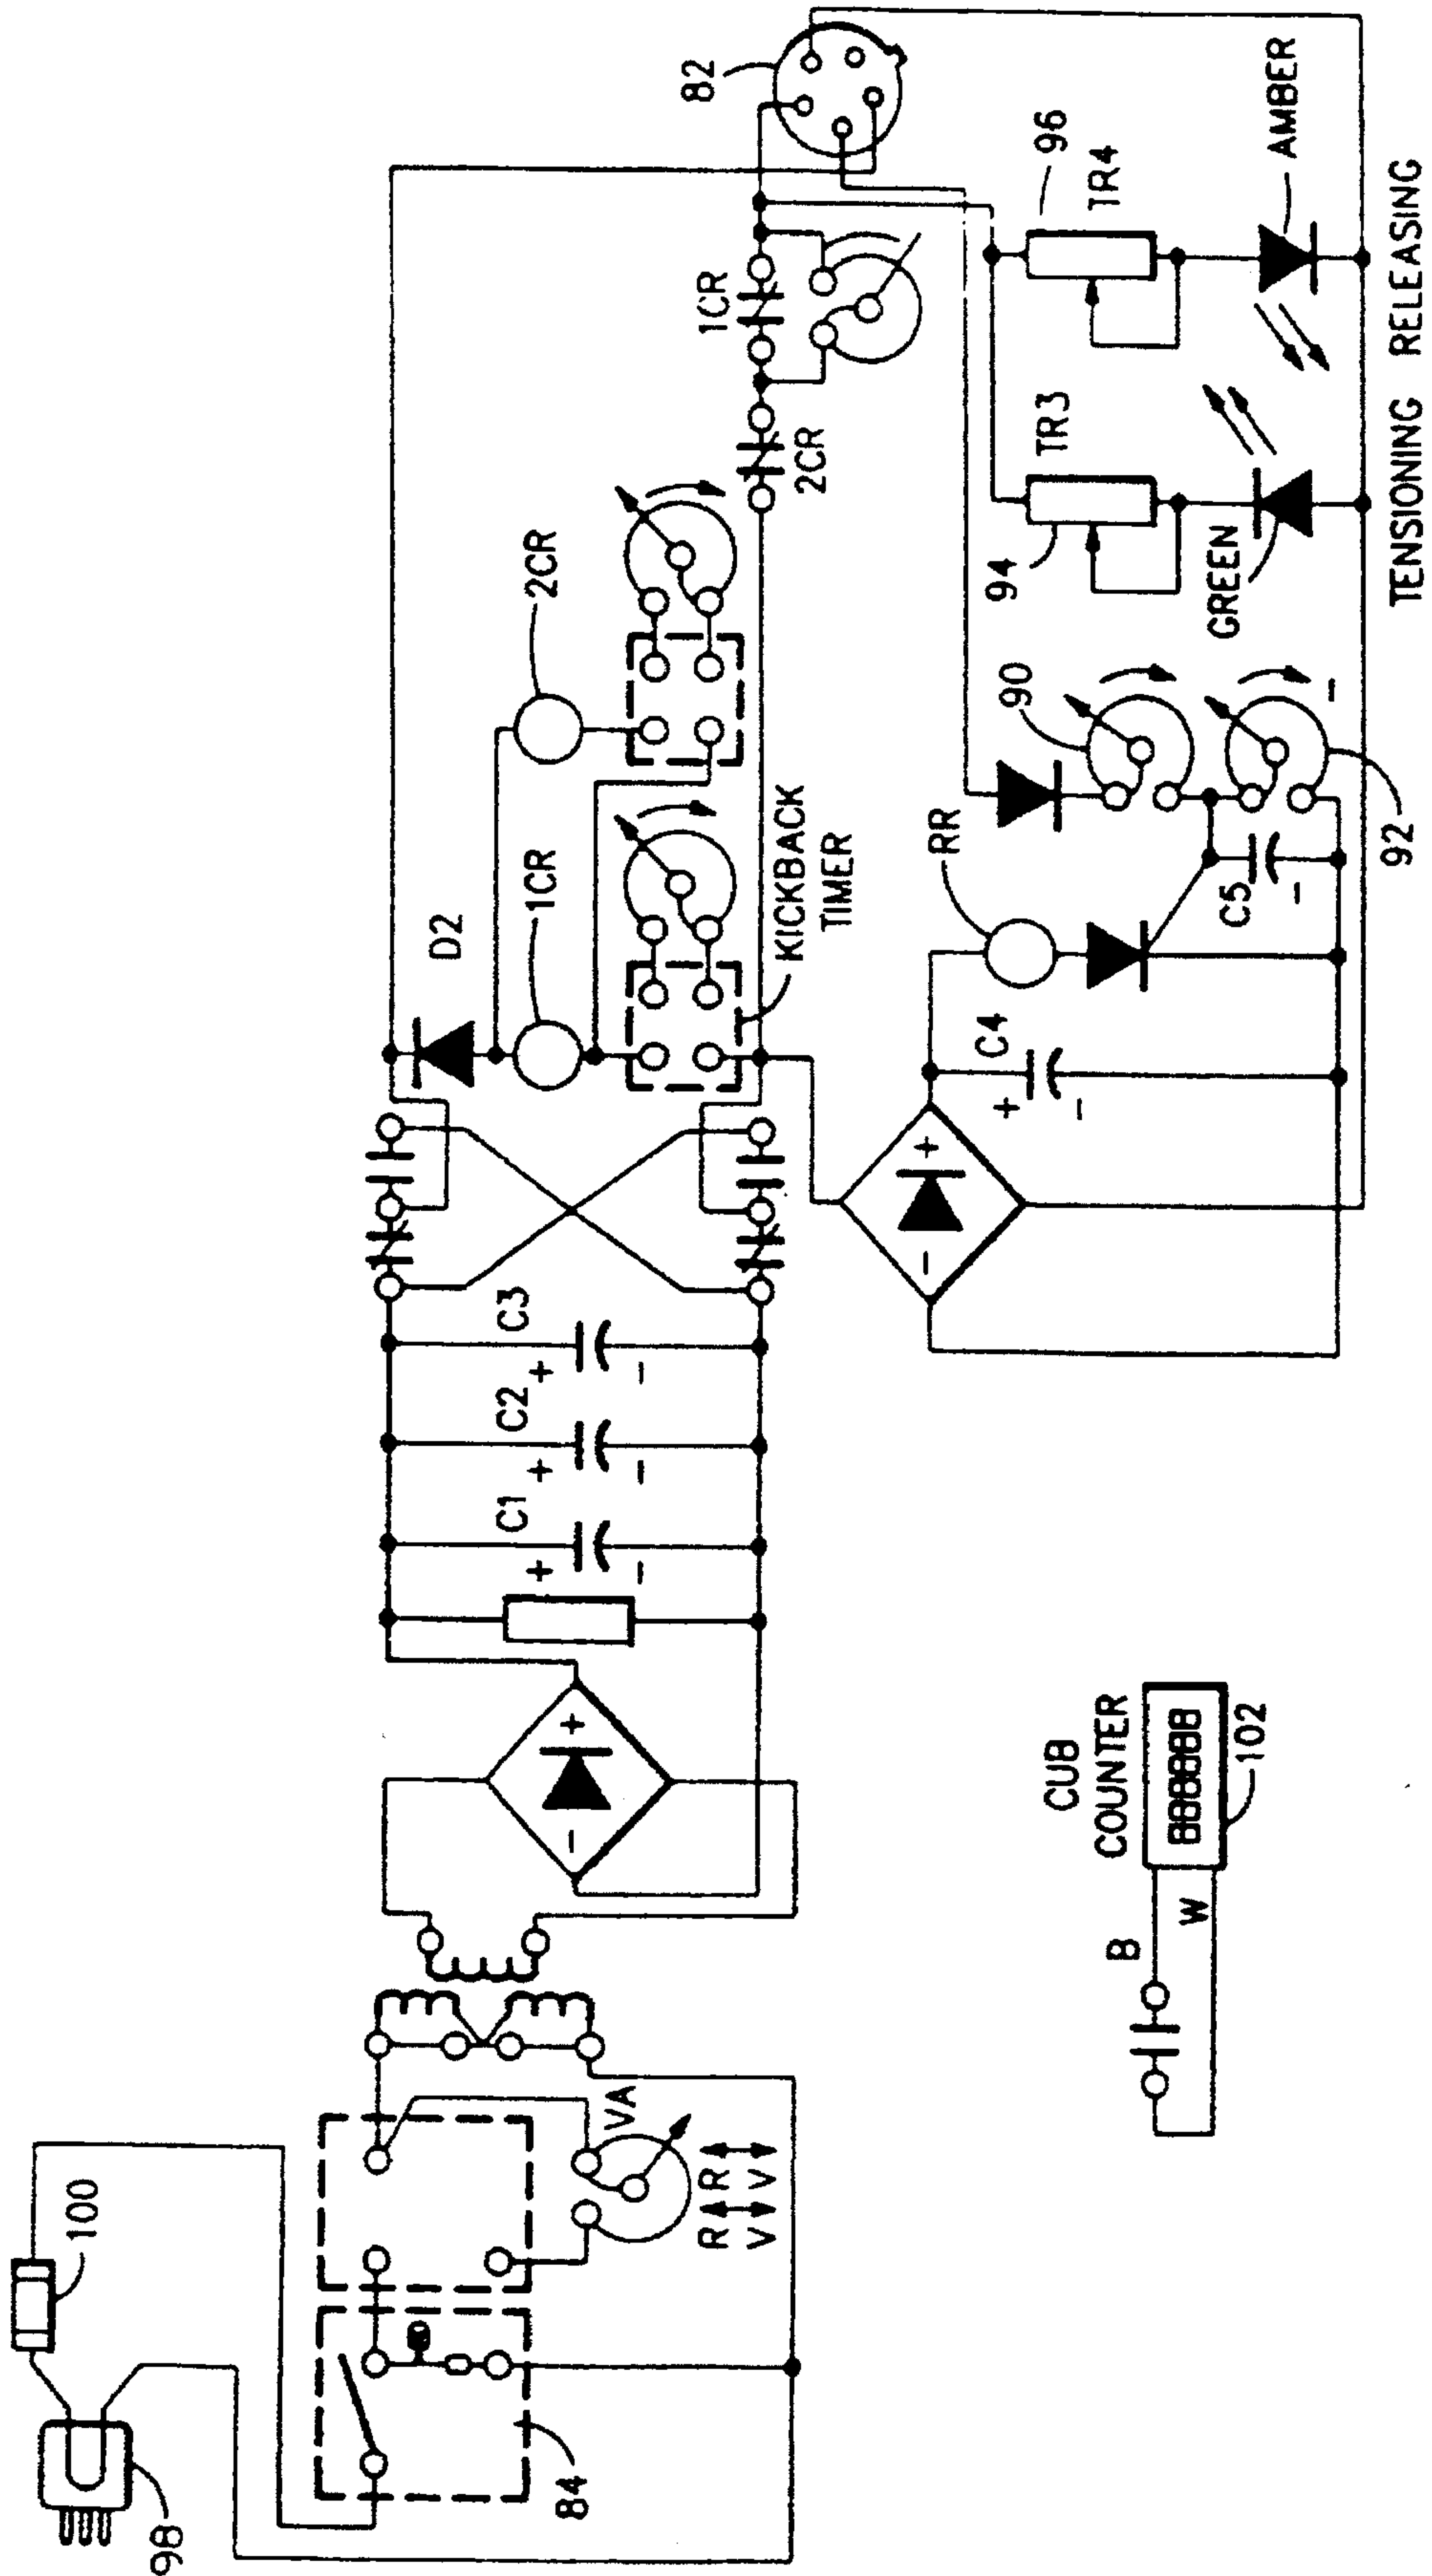 98
100
84
VA
R R
V V
C1
+
-
C2
+
-
C3
+
-
- +
D2
1CR
2CR
KICKBACK
TIMER
2CR
1CR
82
- +
C4
+
-
RR
C5
-
90
92
-
94
TR3
GREEN
96
TR4
AMBER
TENSIONING RELEASING
CUB
COUNTER
B
W
888888
102